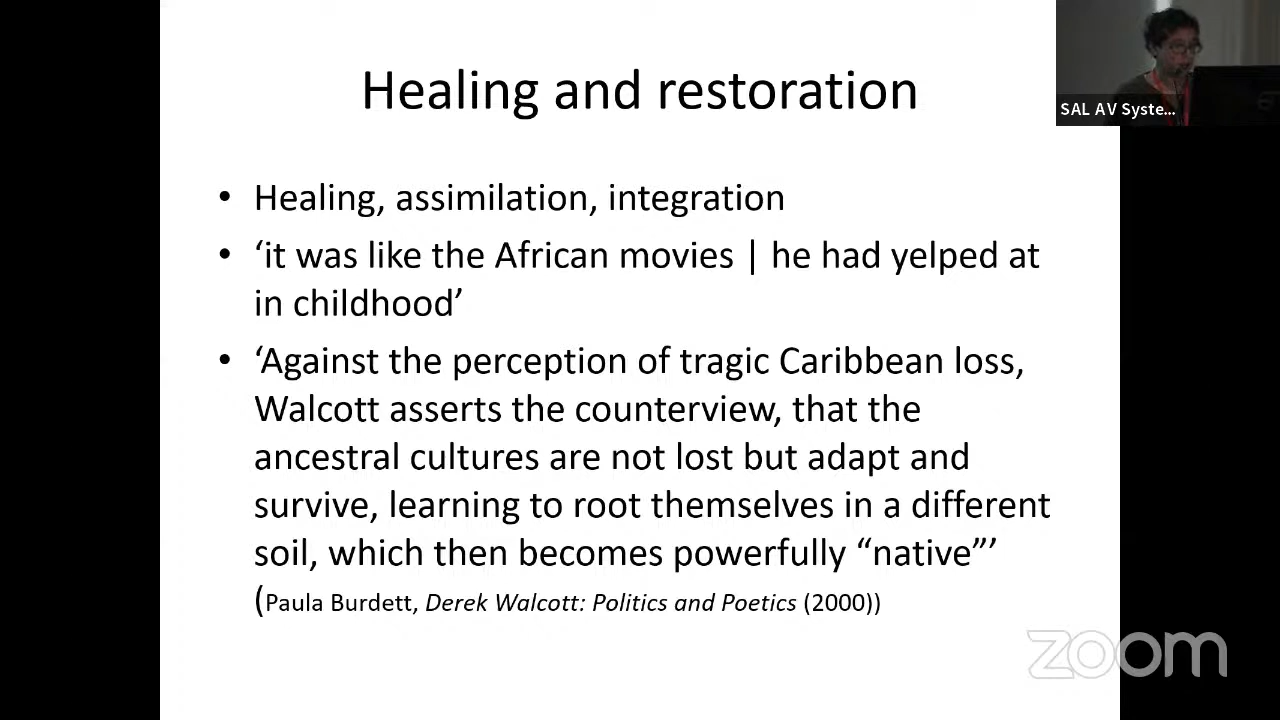 Healing and restoration
SAL AV Syste...
• Healing, assimilation, integration
• ‘it was like the African movies | he had yelped at
in childhood’
• ‘Against the perception of tragic Caribbean loss,
Walcott asserts the counterview, that the
ancestral cultures are not lost but adapt and
survive, learning to root themselves in a different
soil, which then becomes powerfully “native”’
(Paula Burdett, Derek Walcott: Politics and Poetics (2000))
zoom